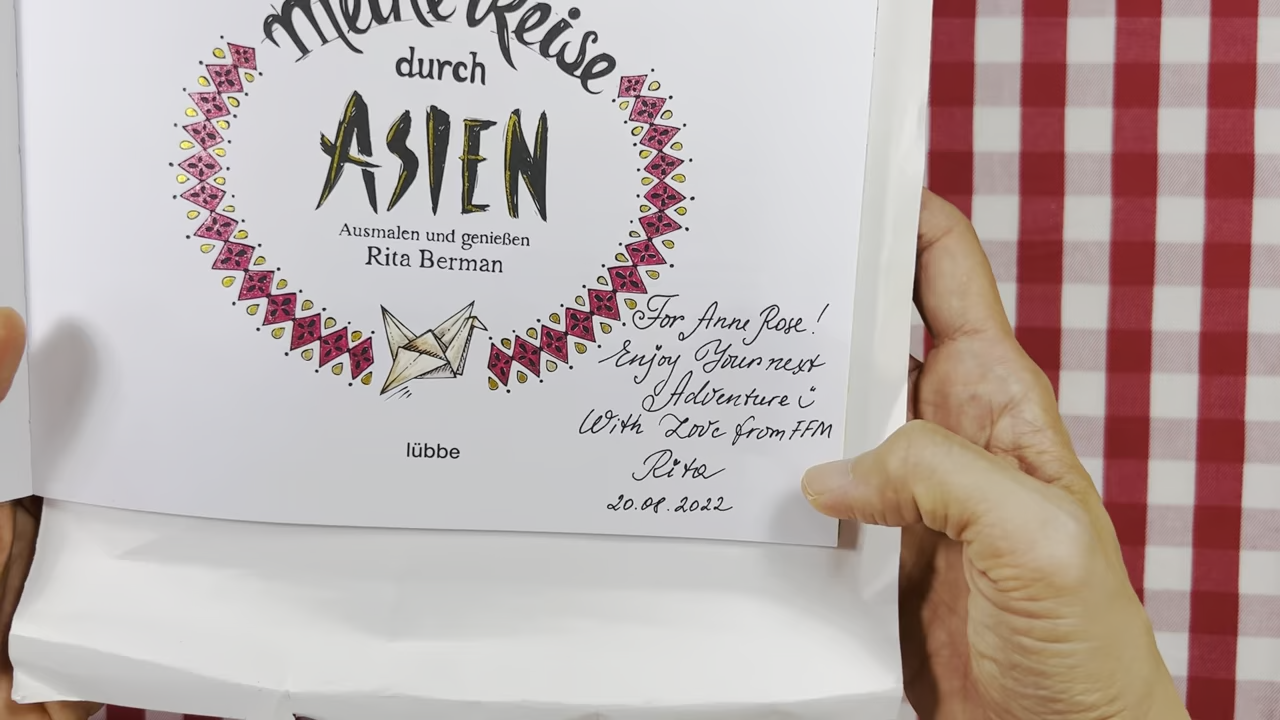 Meine Reise
durch
ASIEN
Ausmalen und genießen
Rita Berman
lübbe
For Anne Rose!
Enjoy Your next
Adventure ü
With Love from FFM
Rita
20.08.2022